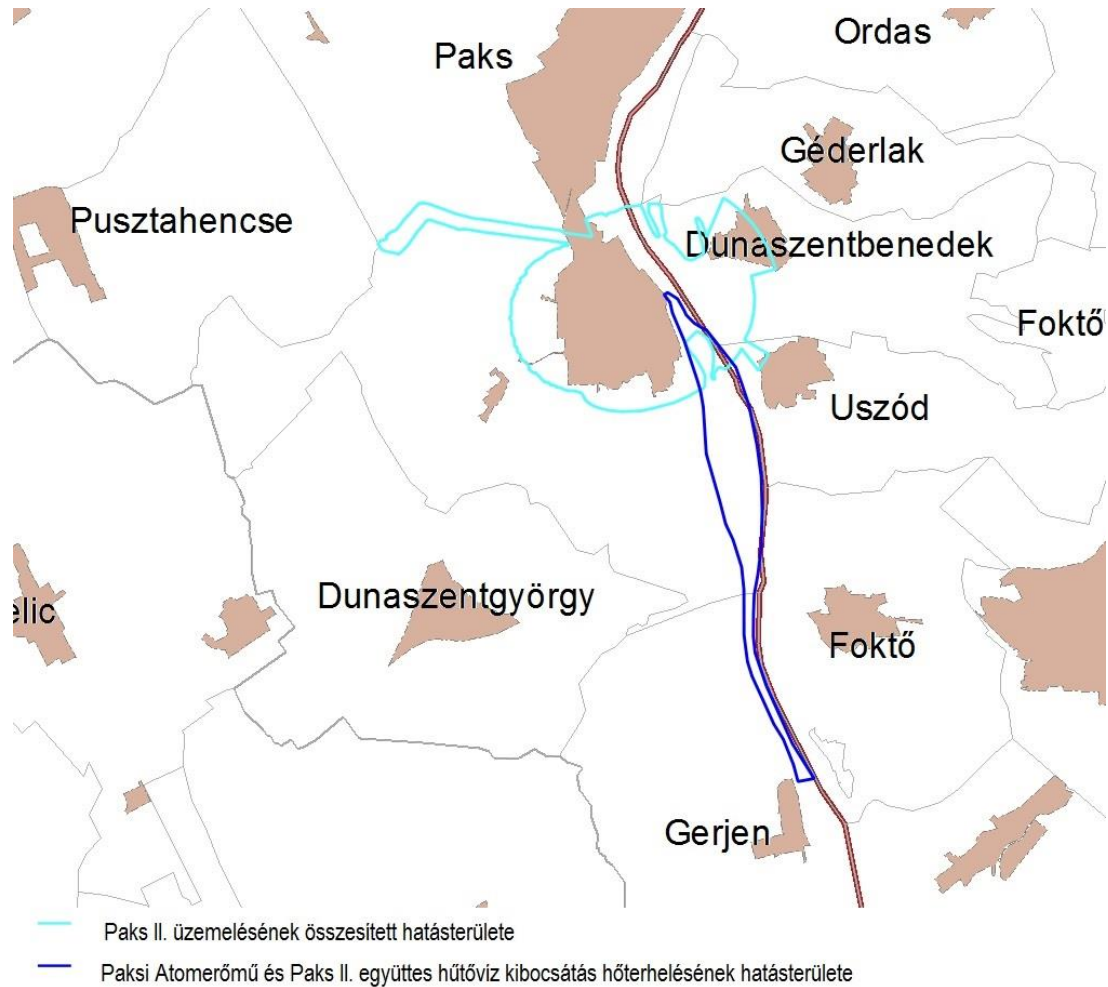 Ordas
Paks
Géderlak
Pusztahencse
Dunaszentbenedek
Foktő
Uszód
Dunaszentgyörgy
elic
Foktő
Gerjen
Paks II. üzemelésének összesített hatásterülete
Paksi Atomerőmű és Paks II. együttes hűtővíz kibocsátás hőterhelésének hatásterülete